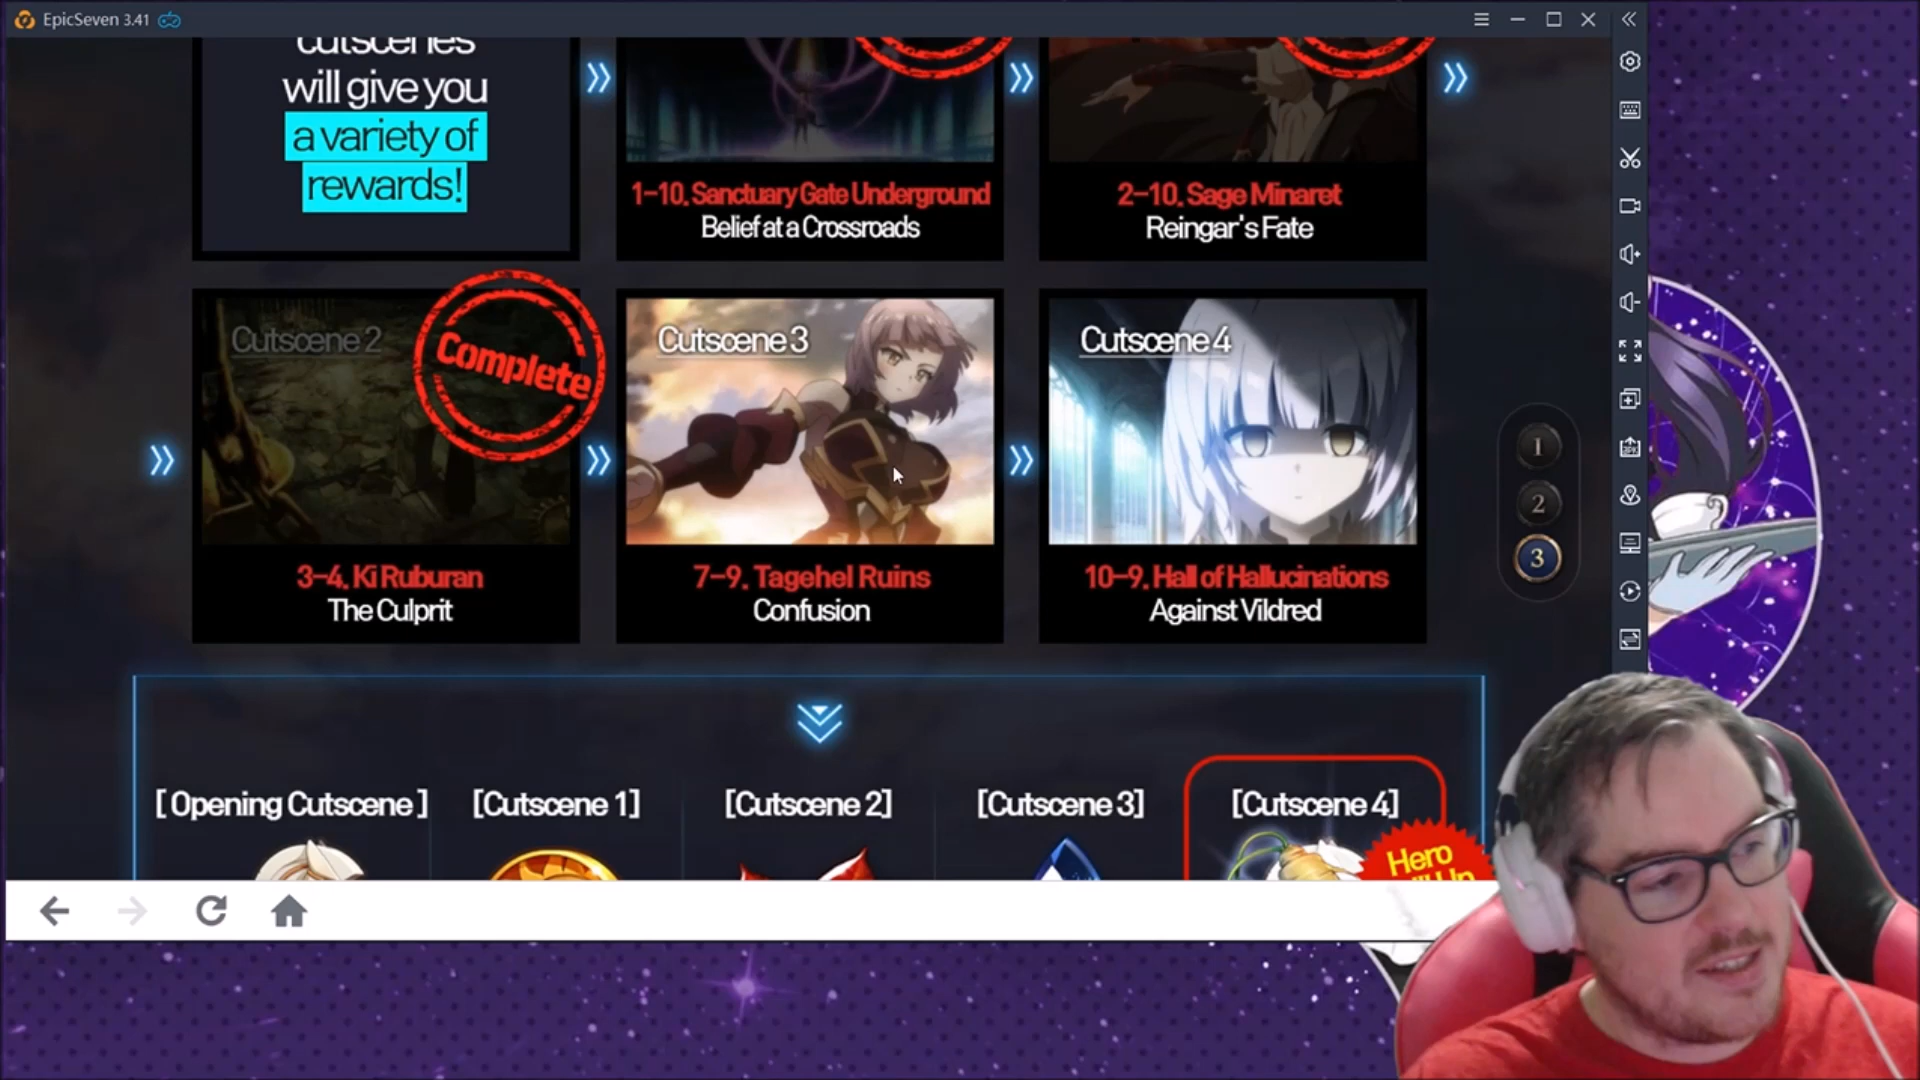 EpicSeven 3.41
cutscenes
will give you
a variety of
rewards!
1-10. Sanctuary Gate Underground
Belief at a Crossroads
2-10. Sage Minaret
Reingar's Fate
Cutscene 2
Complete
3-4. Ki Ruburan
The Culprit
Cutscene 3
7-9. Tagehel Ruins
Confusion
Cutscene 4
10-9. Hall of Hallucinations
Against Vildred
1
2
3
[ Opening Cutscene ]
[Cutscene 1]
[Cutscene 2]
[Cutscene 3]
[Cutscene 4]
Hero